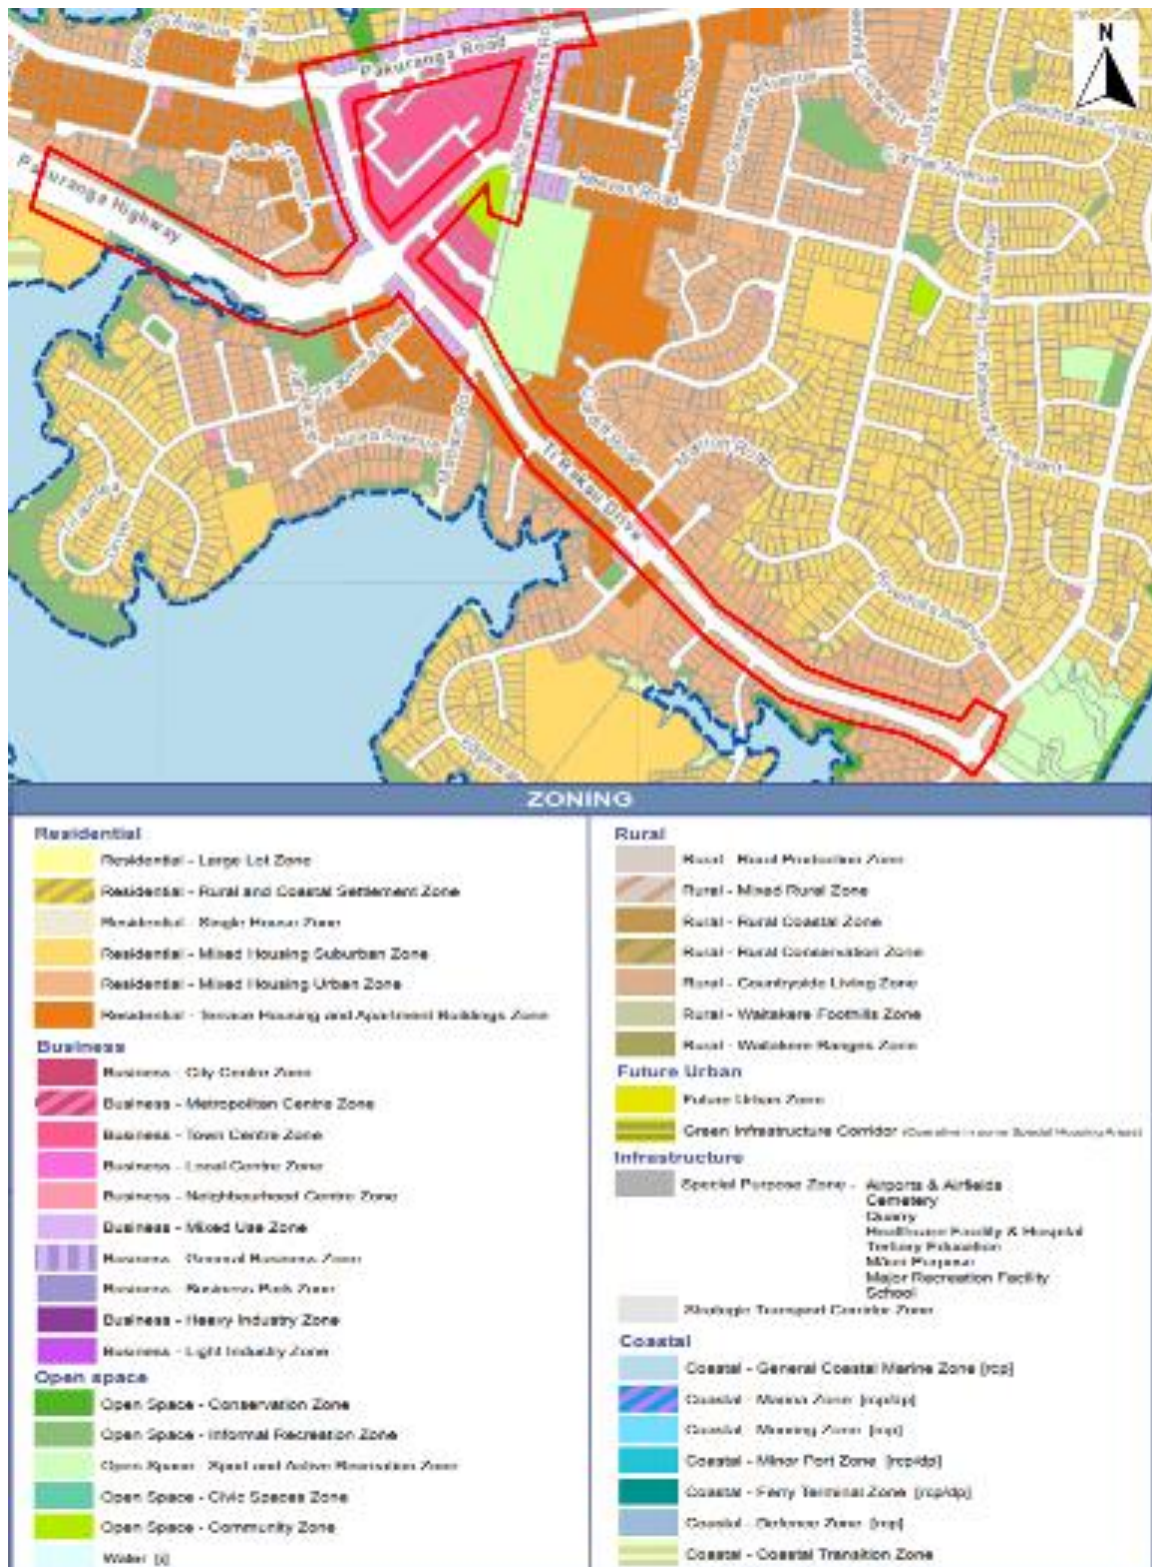 N
Pakuranga Road
Pakuranga Highway
Reeves Road
Ti Rakau Drive
ZONING
Residential
Residential - Large Lot Zone
Residential - Rural and Coastal Settlement Zone
Residential - Single House Zone
Residential - Mixed Housing Suburban Zone
Residential - Mixed Housing Urban Zone
Residential - Terrace Housing and Apartment Buildings Zone
Business
Business - City Centre Zone
Business - Metropolitan Centre Zone
Business - Town Centre Zone
Business - Local Centre Zone
Business - Neighbourhood Centre Zone
Business - Mixed Use Zone
Business - General Business Zone
Business - Business Park Zone
Business - Heavy Industry Zone
Business - Light Industry Zone
Open space
Open Space - Conservation Zone
Open Space - Informal Recreation Zone
Open Space - Sport and Active Recreation Zone
Open Space - Civic Spaces Zone
Open Space - Community Zone
Water [i]
Rural
Rural - Rural Production Zone
Rural - Mixed Rural Zone
Rural - Rural Coastal Zone
Rural - Rural Conservation Zone
Rural - Countryside Living Zone
Rural - Waitakere Foothills Zone
Rural - Waitakere Ranges Zone
Future Urban
Future Urban Zone
Green Infrastructure Corridor (Operative in some Special Housing Areas)
Infrastructure
Special Purpose Zone - Airports & Airfields
Cemetery
Quarry
Healthcare Facility & Hospital
Tertiary Education
Māori Purpose
Major Recreation Facility
School
Strategic Transport Corridor Zone
Coastal
Coastal - General Coastal Marine Zone [rcp]
Coastal - Marina Zone [rcp/dp]
Coastal - Mooring Zone [rcp]
Coastal - Minor Port Zone [rcp/dp]
Coastal - Ferry Terminal Zone [rcp/dp]
Coastal - Defence Zone [rcp]
Coastal - Coastal Transition Zone